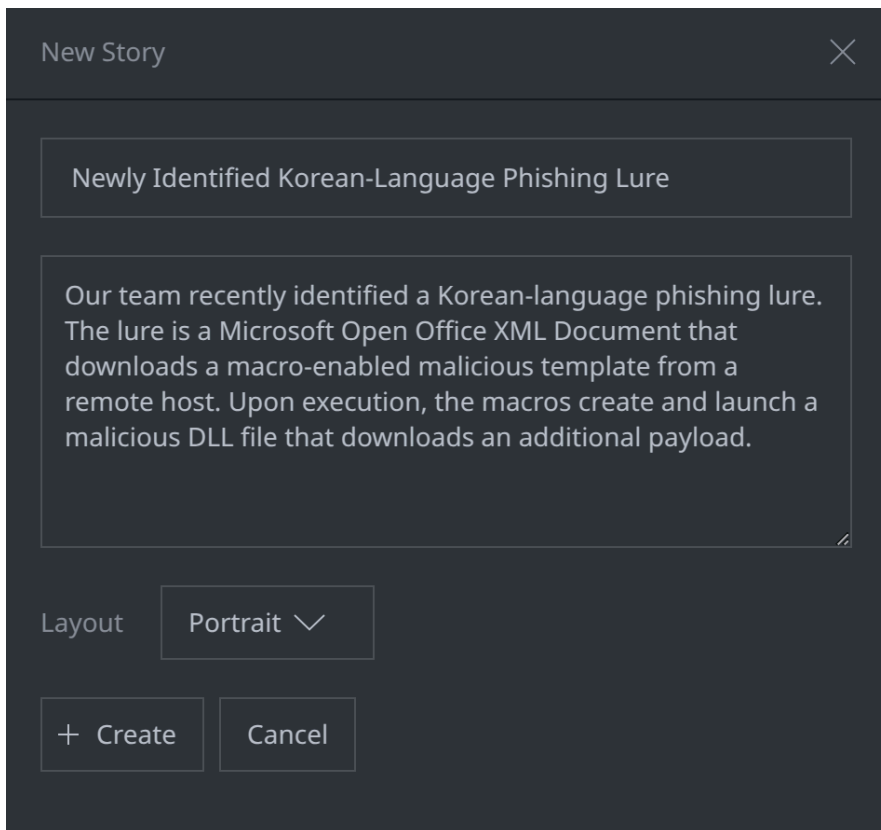 New Story
Newly Identified Korean-Language Phishing Lure
Our team recently identified a Korean-language phishing lure.
The lure is a Microsoft Open Office XML Document that
downloads a macro-enabled malicious template from a
remote host. Upon execution, the macros create and launch a
malicious DLL file that downloads an additional payload.
Layout
Portrait
Create
Cancel